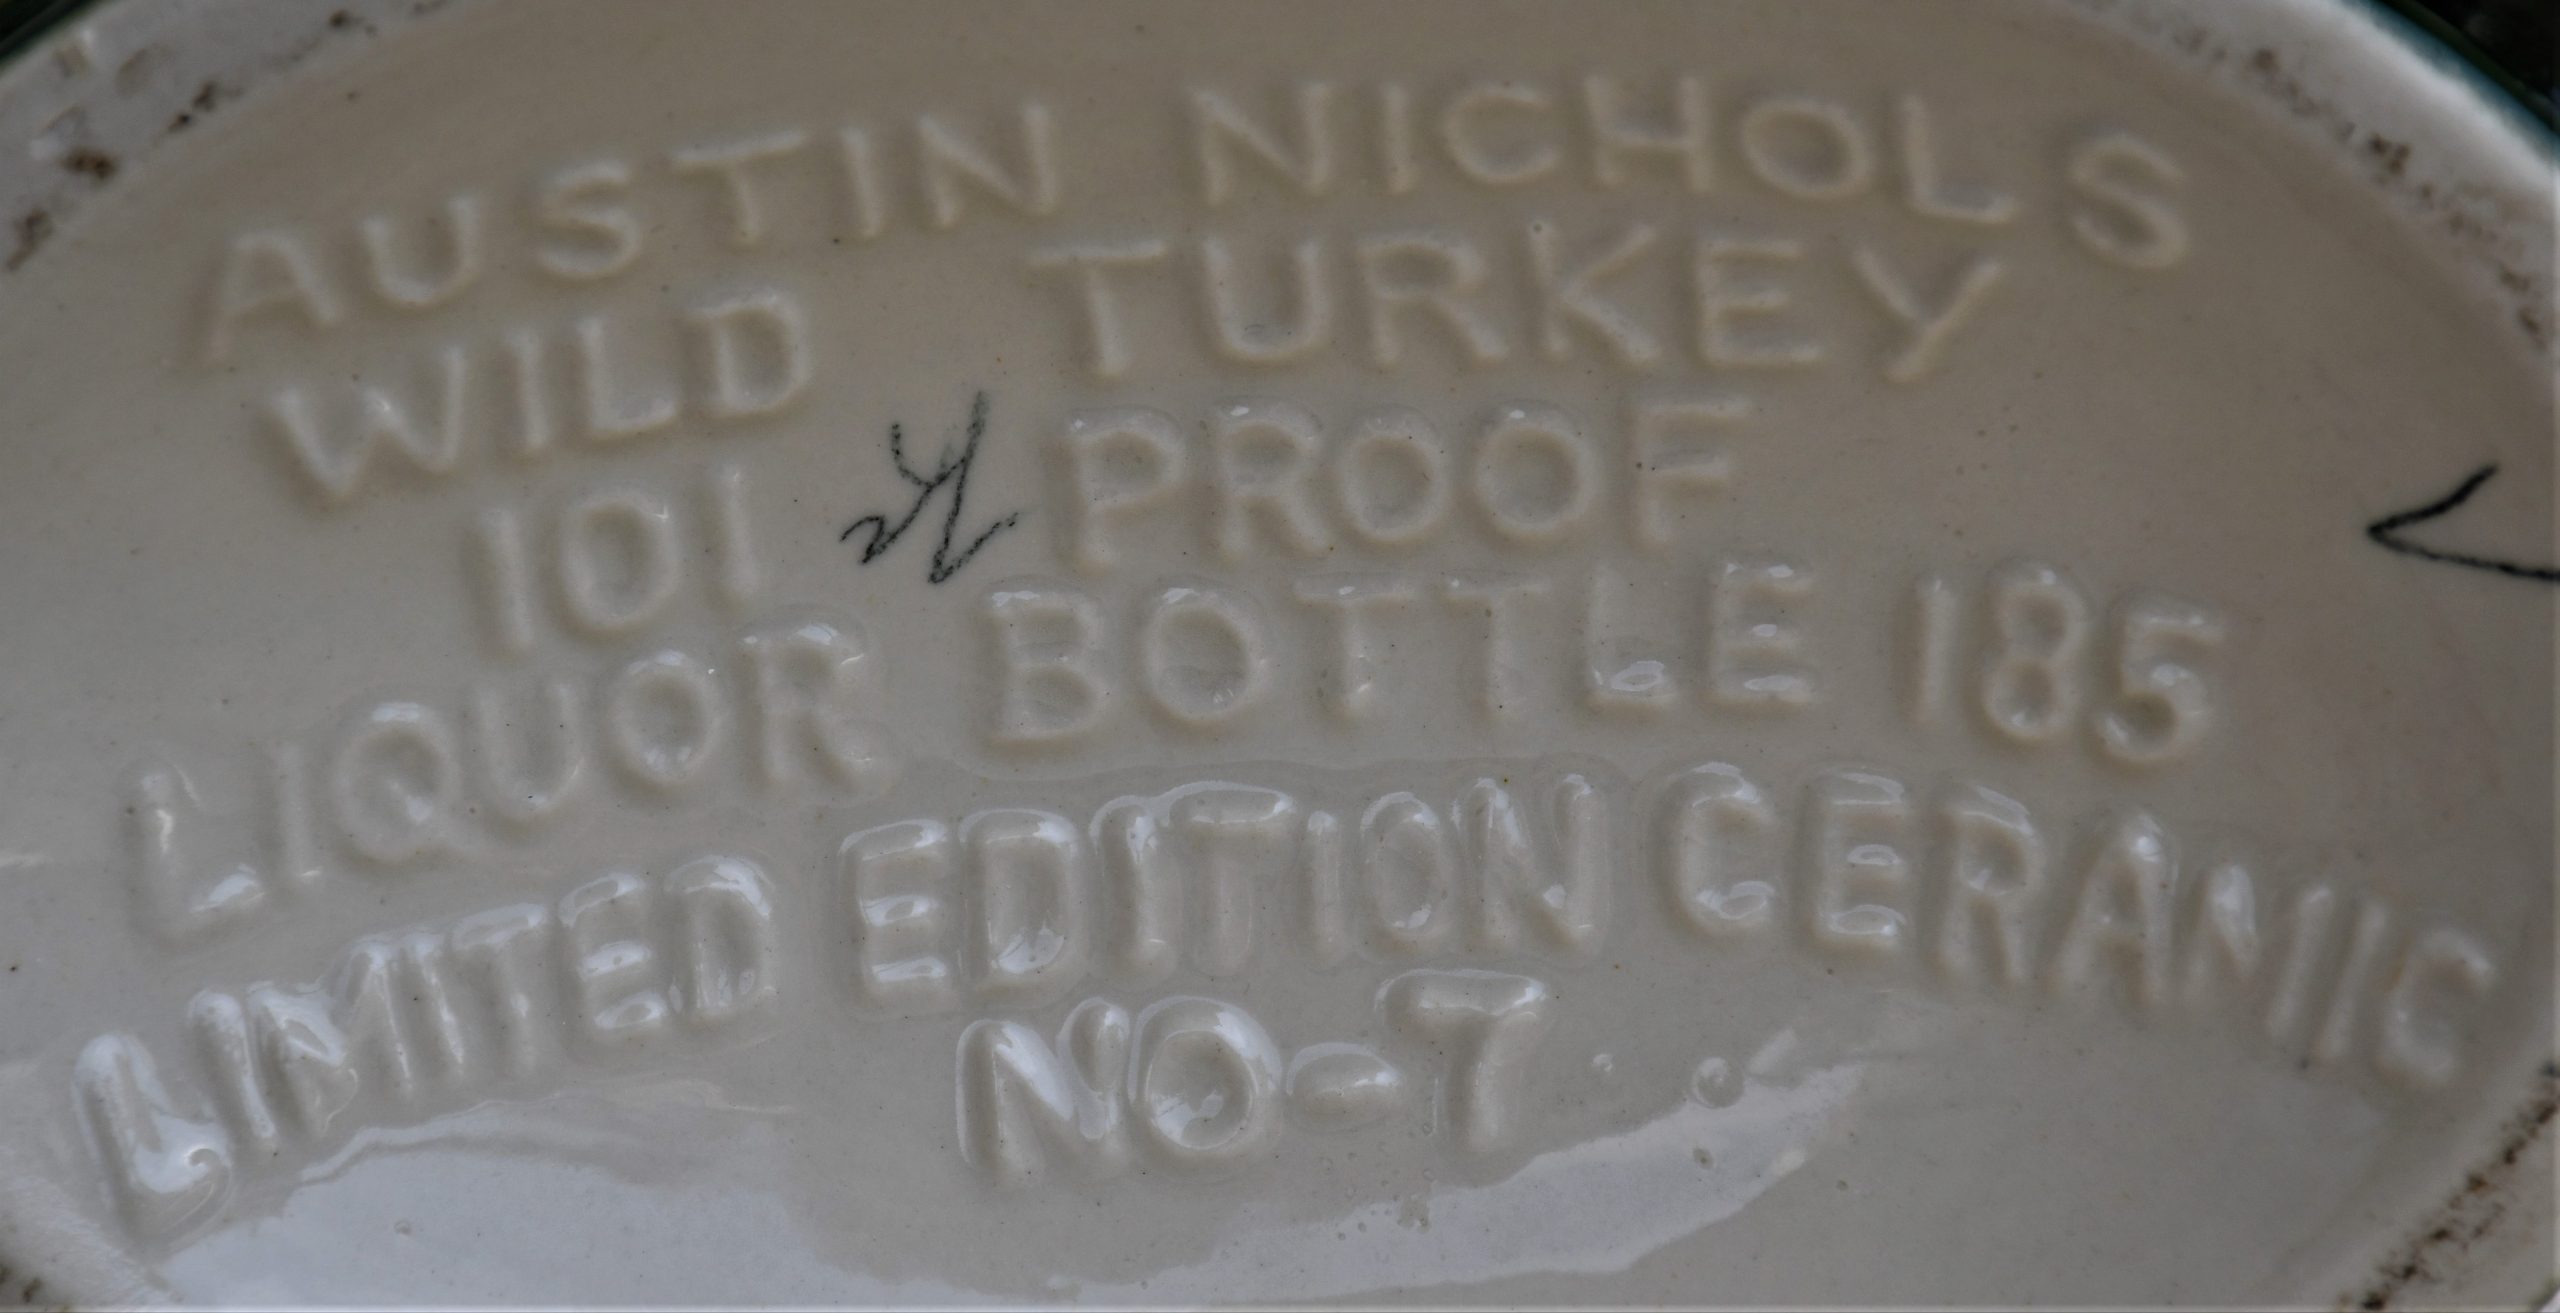 AUSTIN NICHOLS
WILD TURKEY
101 PROOF
LIQUOR BOTTLE 185
LIMITED EDITION CERAMIC
NO-7